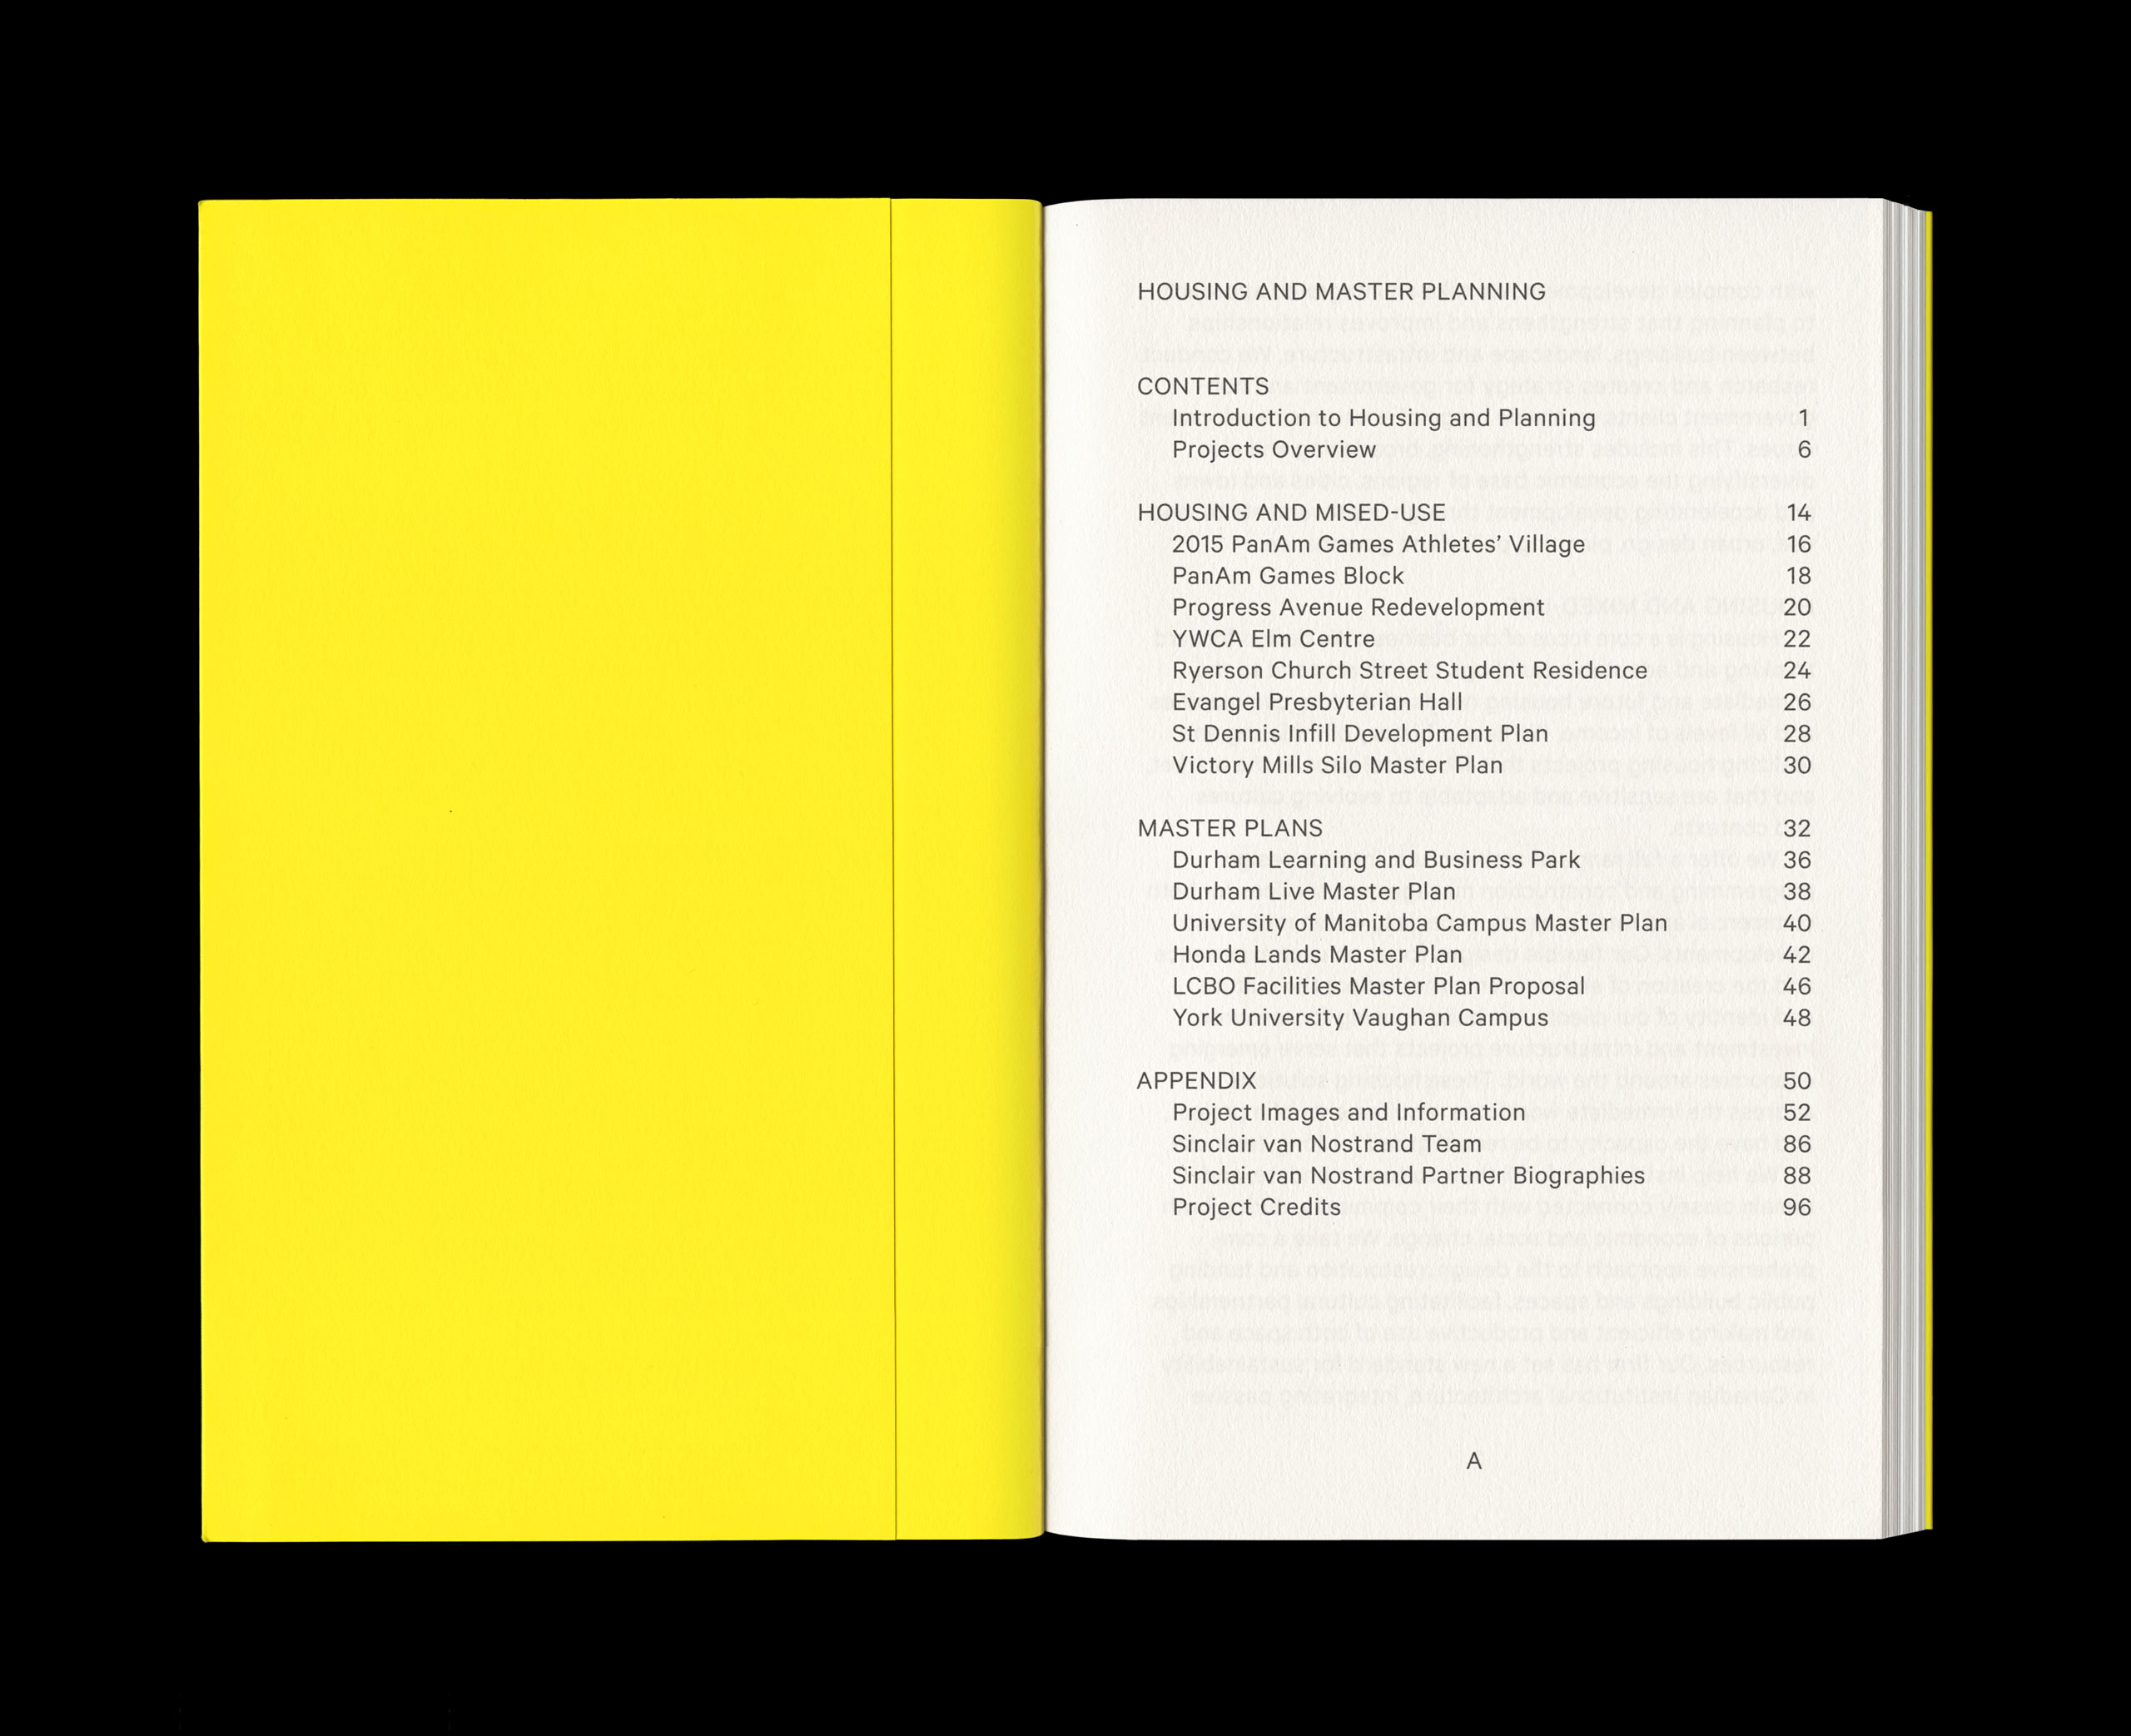 HOUSING AND MASTER PLANNING
CONTENTS
Introduction to Housing and Planning 1
Projects Overview 6
HOUSING AND MISED-USE 14
2015 PanAm Games Athletes’ Village 16
PanAm Games Block 18
Progress Avenue Redevelopment 20
YWCA Elm Centre 22
Ryerson Church Street Student Residence 24
Evangel Presbyterian Hall 26
St Dennis Infill Development Plan 28
Victory Mills Silo Master Plan 30
MASTER PLANS 32
Durham Learning and Business Park 36
Durham Live Master Plan 38
University of Manitoba Campus Master Plan 40
Honda Lands Master Plan 42
LCBO Facilities Master Plan Proposal 46
York University Vaughan Campus 48
APPENDIX 50
Project Images and Information 52
Sinclair van Nostrand Team 86
Sinclair van Nostrand Partner Biographies 88
Project Credits 96
A